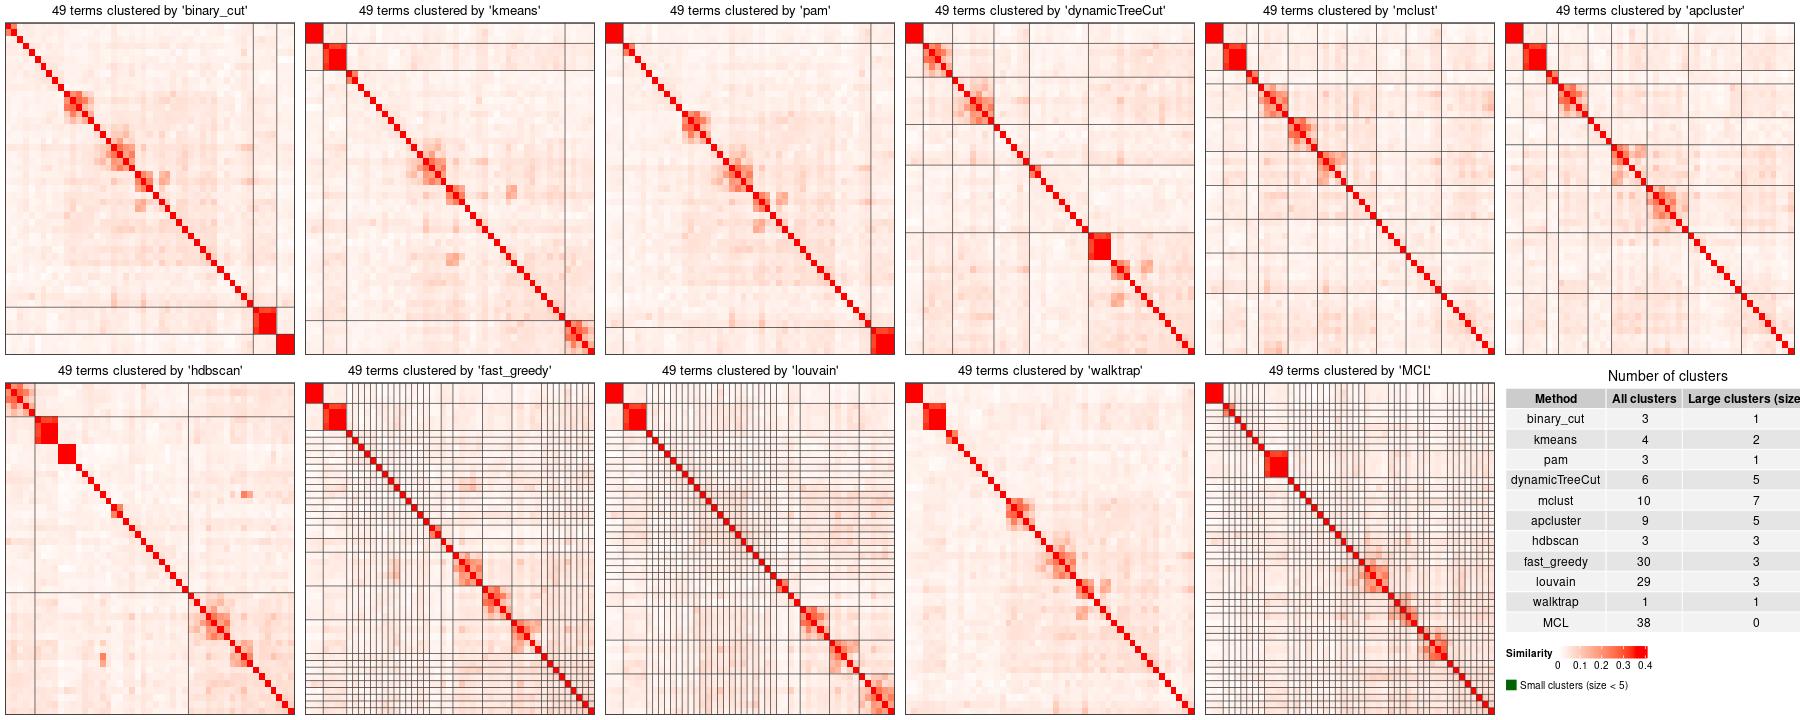 49 terms clustered by 'binary_cut'
49 terms clustered by 'kmeans'
49 terms clustered by 'pam'
49 terms clustered by 'dynamicTreeCut'
49 terms clustered by 'mclust'
49 terms clustered by 'apcluster'
49 terms clustered by 'hdbscan'
49 terms clustered by 'fast_greedy'
49 terms clustered by 'louvain'
49 terms clustered by 'walktrap'
49 terms clustered by 'MCL'
Number of clusters
Method All clusters Large clusters (size
binary_cut 3 1
kmeans 4 2
pam 3 1
dynamicTreeCut 6 5
mclust 10 7
apcluster 9 5
hdbscan 3 3
fast_greedy 30 3
louvain 29 3
walktrap 1 1
MCL 38 0
Similarity
0 0.1 0.2 0.3 0.4
Small clusters (size < 5)